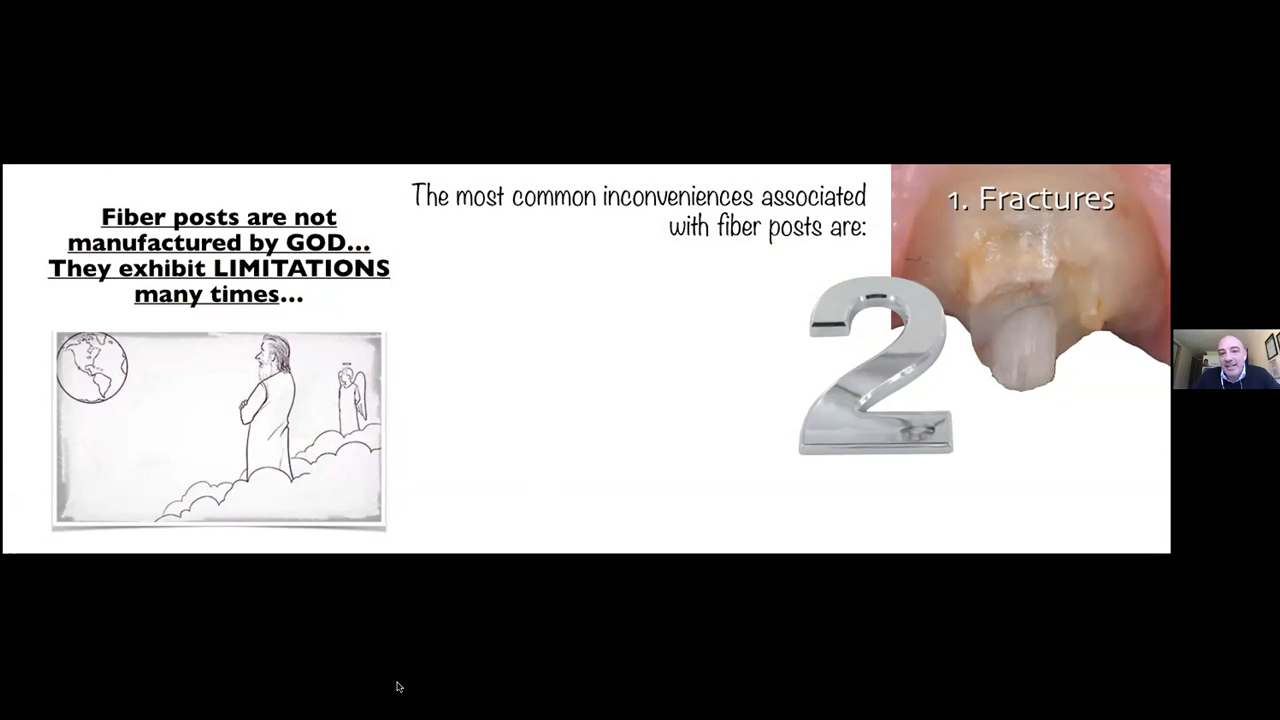 Fiber posts are not
manufactured by GOD...
They exhibit LIMITATIONS
many times...
The most common inconveniences associated
with fiber posts are:
2
1. Fractures